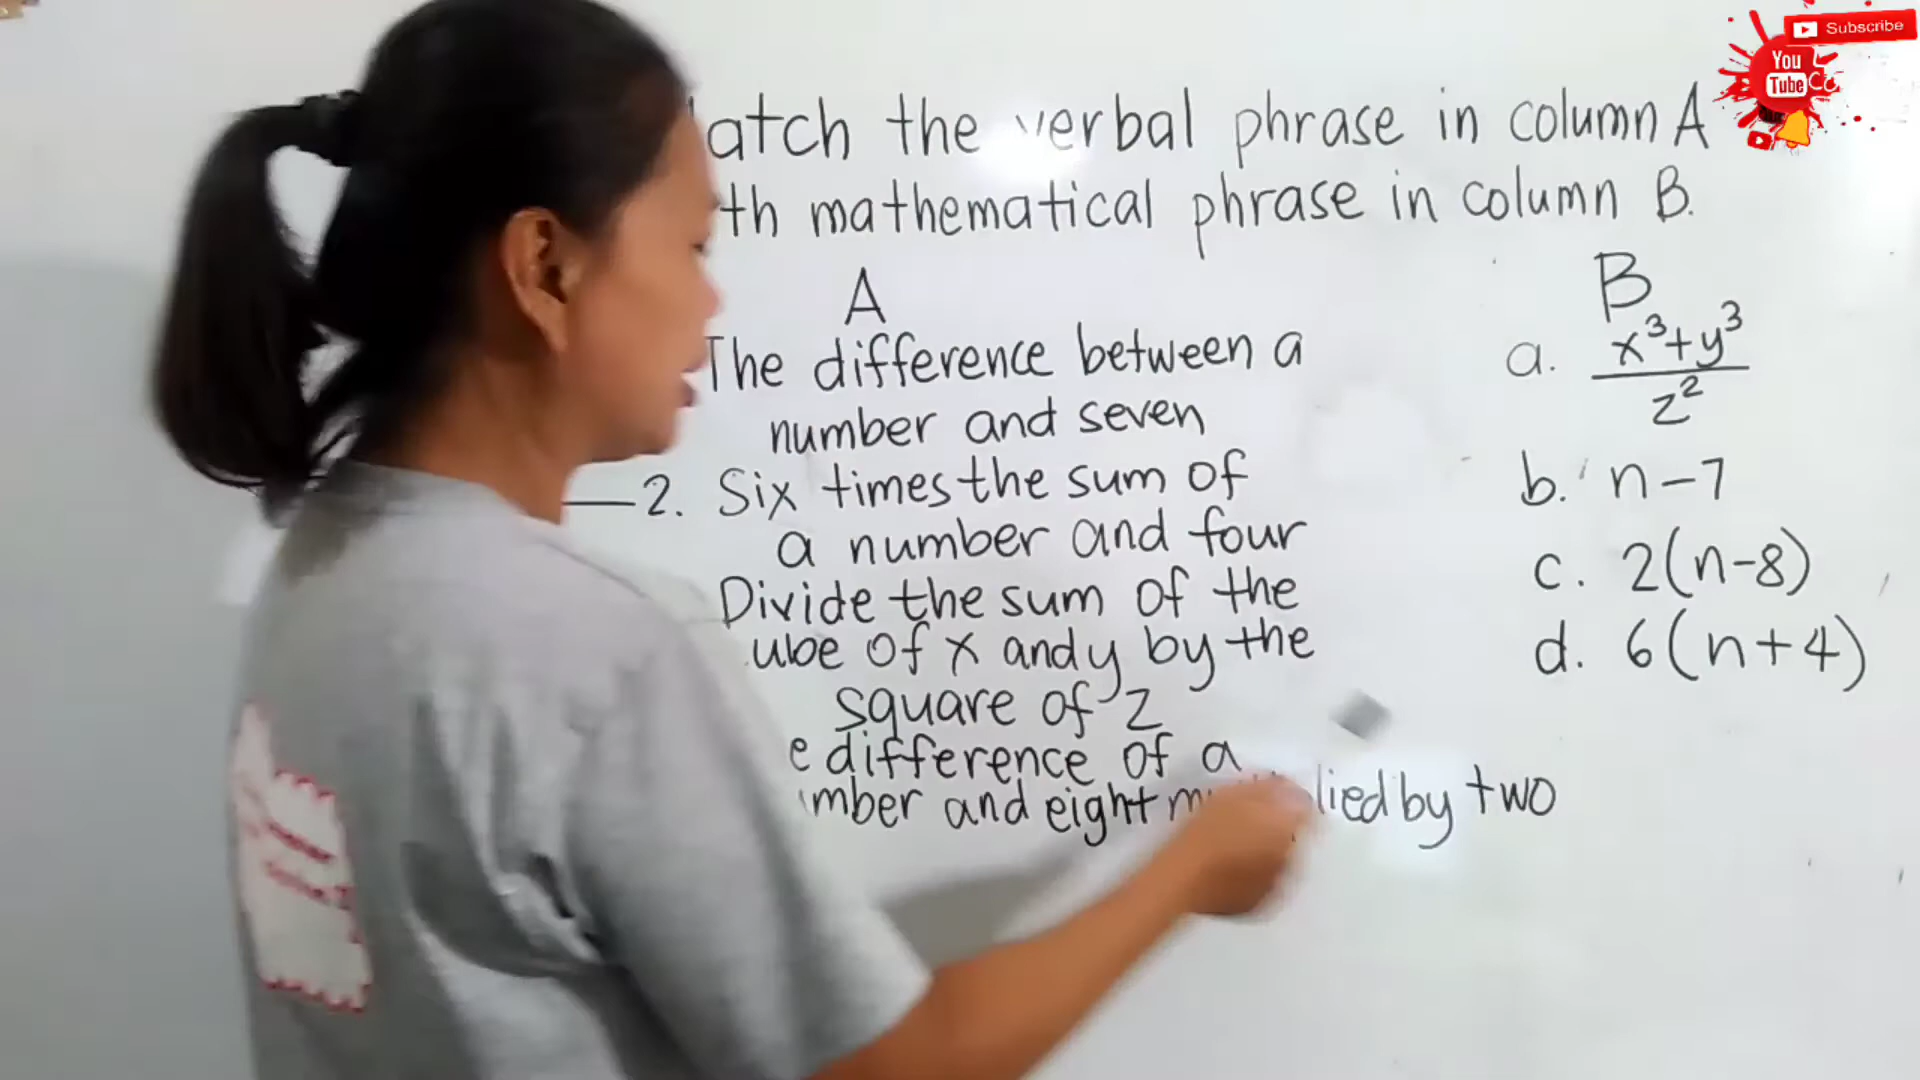 atch the verbal phrase in column A
th mathematical phrase in column B.
A
The difference between a
number and seven
2. Six times the sum of
a number and four
Divide the sum of the
ube of x and y by the
square of z
e difference of a
mber and eight lied by two
B
a. x³+y³
z²
b. n-7
c. 2(n-8)
d. 6(n+4)
Subscribe
You
Tube